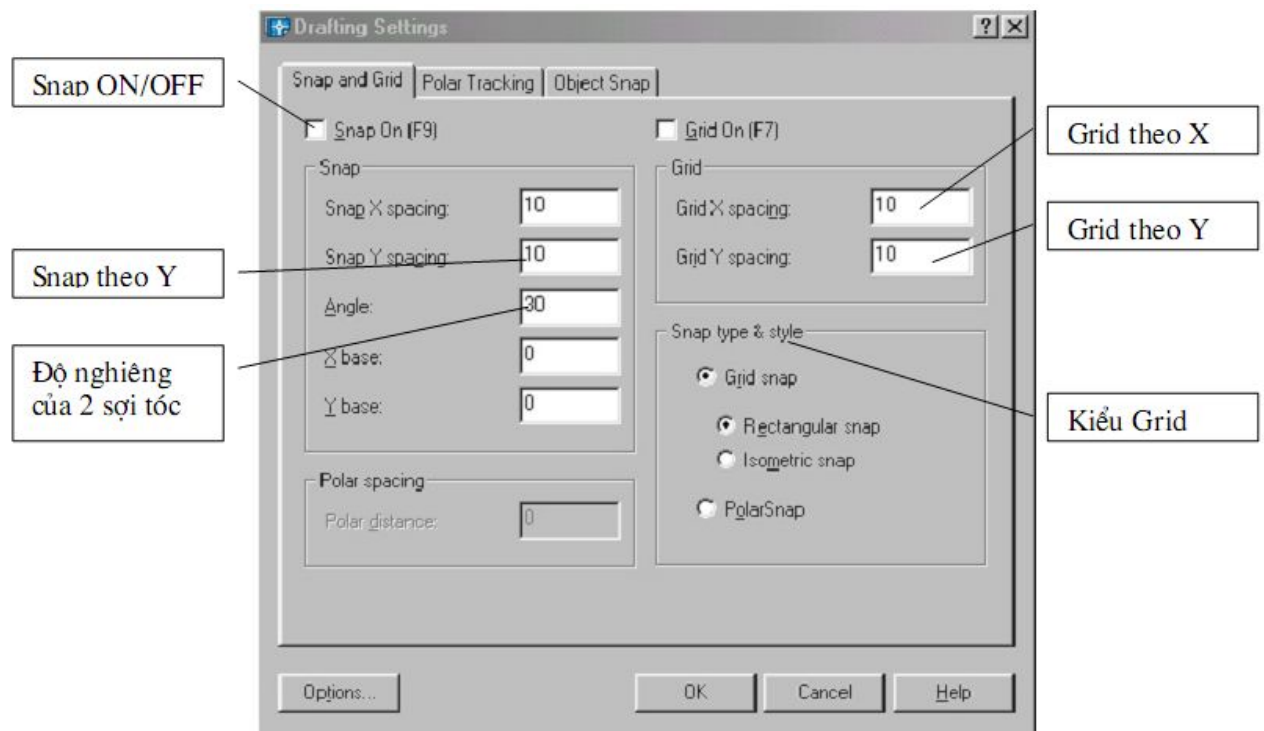 Drafting Settings
Snap and Grid
Polar Tracking
Object Snap
Snap ON/OFF
Snap On (F9)
Grid On (F7)
Snap
Snap X spacing: 10
Snap Y spacing: 10
Angle: 30
X base: 0
Y base: 0
Polar spacing
Polar distance: 0
Grid
Grid X spacing: 10
Grid Y spacing: 10
Snap type & style
Grid snap
Rectangular snap
Isometric snap
PolarSnap
Snap theo Y
Độ nghiêng
của 2 sợi tóc
Grid theo X
Grid theo Y
Kiểu Grid
Options...
OK
Cancel
Help